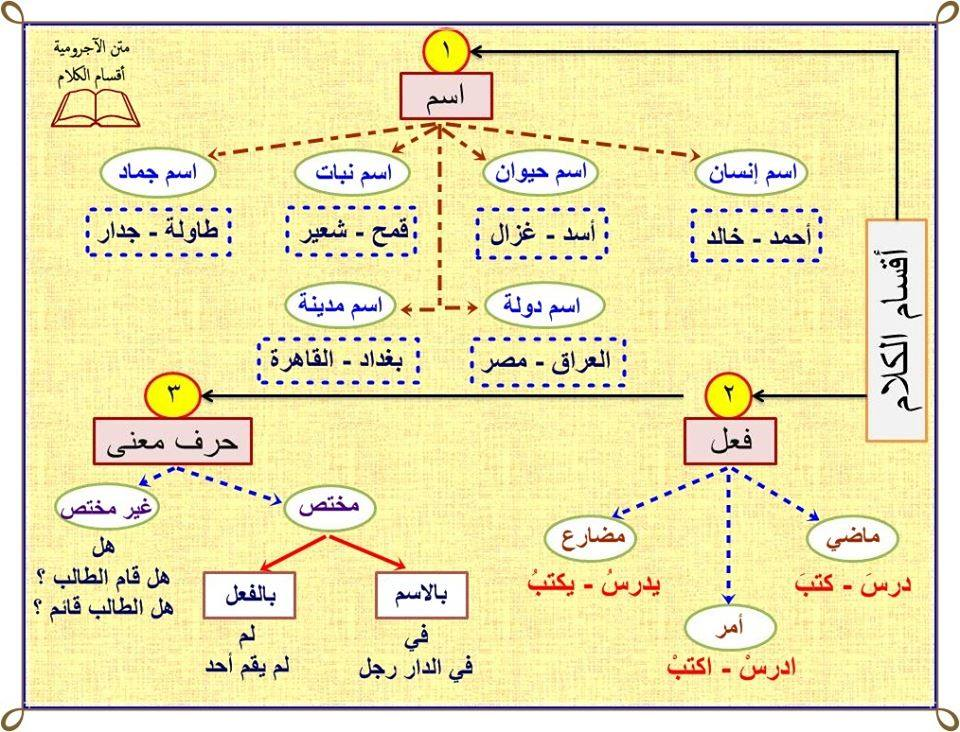 متن الآجرومية
أقسام الكلام
أقسام الكلام
١
اسم
اسم إنسان
أحمد - خالد
اسم حيوان
أسد - غزال
اسم نبات
قمح - شعير
اسم جماد
طاولة - جدار
اسم دولة
العراق - مصر
اسم مدينة
بغداد - القاهرة
٢
فعل
ماضي
درسَ - كتبَ
مضارع
يدرسُ - يكتبُ
أمر
ادرسْ - اكتبْ
٣
حرف معنى
مختص
بالاسم
في
في الدار رجل
بالفعل
لم
لم يقم أحد
غير مختص
هل
هل قام الطالب ؟
هل الطالب قائم ؟